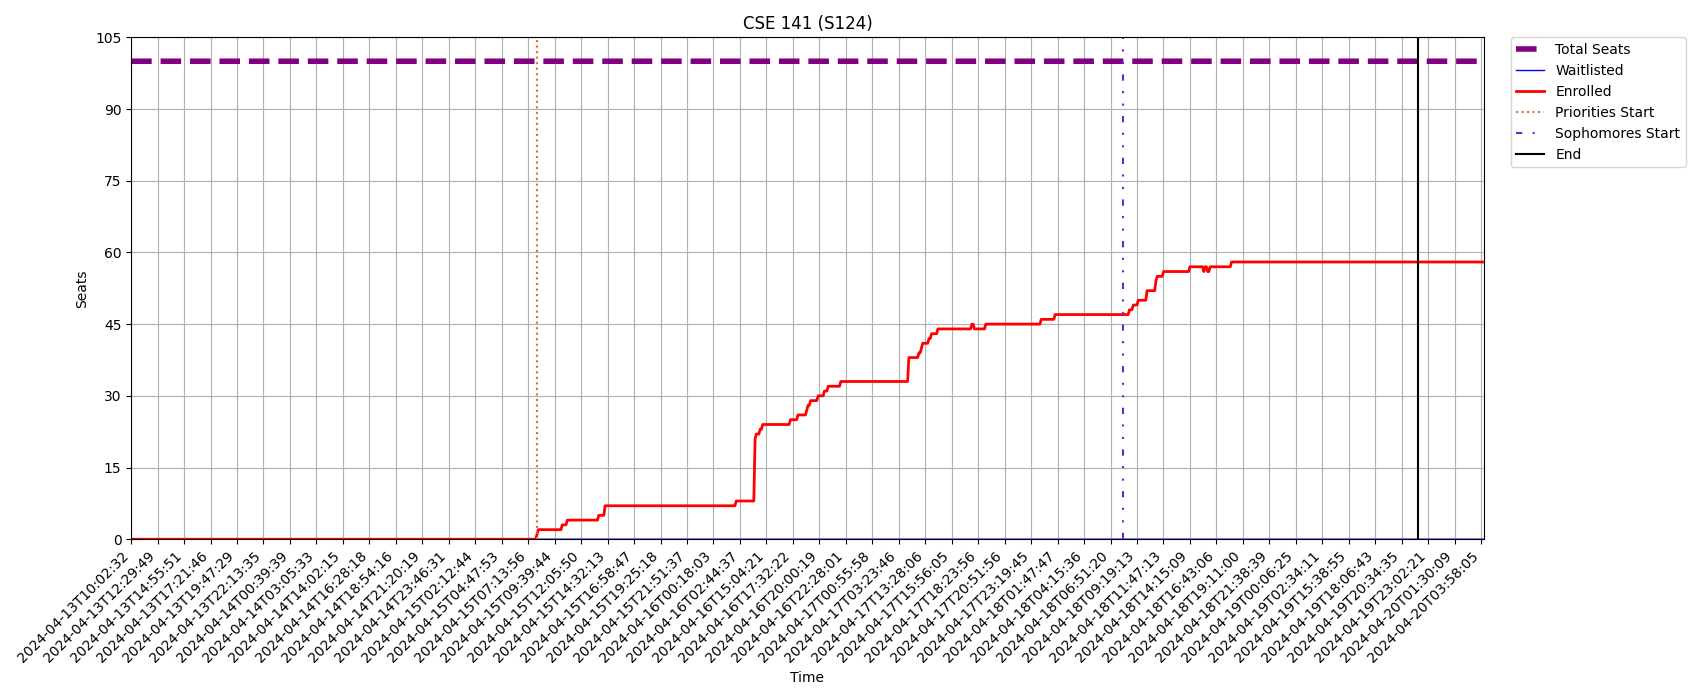 CSE 141 (S124)
105
90
75
60
45
30
15
0
Seats
2024-04-13T10:02:32
2024-04-13T12:29:49
2024-04-13T14:55:51
2024-04-13T17:21:46
2024-04-13T19:47:29
2024-04-13T22:13:35
2024-04-14T00:39:39
2024-04-14T03:05:33
2024-04-14T14:02:15
2024-04-14T16:28:18
2024-04-14T18:54:16
2024-04-14T21:20:19
2024-04-14T23:46:31
2024-04-15T02:12:44
2024-04-15T04:47:53
2024-04-15T07:13:56
2024-04-15T09:39:44
2024-04-15T12:05:50
2024-04-15T14:32:13
2024-04-15T16:58:47
2024-04-15T19:25:18
2024-04-15T21:51:37
2024-04-16T00:18:03
2024-04-16T02:44:37
2024-04-16T15:04:21
2024-04-16T17:32:22
2024-04-16T20:00:19
2024-04-16T22:28:01
2024-04-17T00:55:58
2024-04-17T03:23:46
2024-04-17T13:28:06
2024-04-17T15:56:05
2024-04-17T18:23:56
2024-04-17T20:51:56
2024-04-17T23:19:45
2024-04-18T01:47:47
2024-04-18T04:15:36
2024-04-18T06:51:20
2024-04-18T09:19:13
2024-04-18T11:47:13
2024-04-18T14:15:09
2024-04-18T16:43:06
2024-04-18T19:11:00
2024-04-18T21:38:39
2024-04-19T00:06:25
2024-04-19T02:34:11
2024-04-19T15:38:55
2024-04-19T18:06:43
2024-04-19T20:34:35
2024-04-19T23:02:21
2024-04-20T01:30:09
2024-04-20T03:58:05
Time
Total Seats
Waitlisted
Enrolled
Priorities Start
Sophomores Start
End